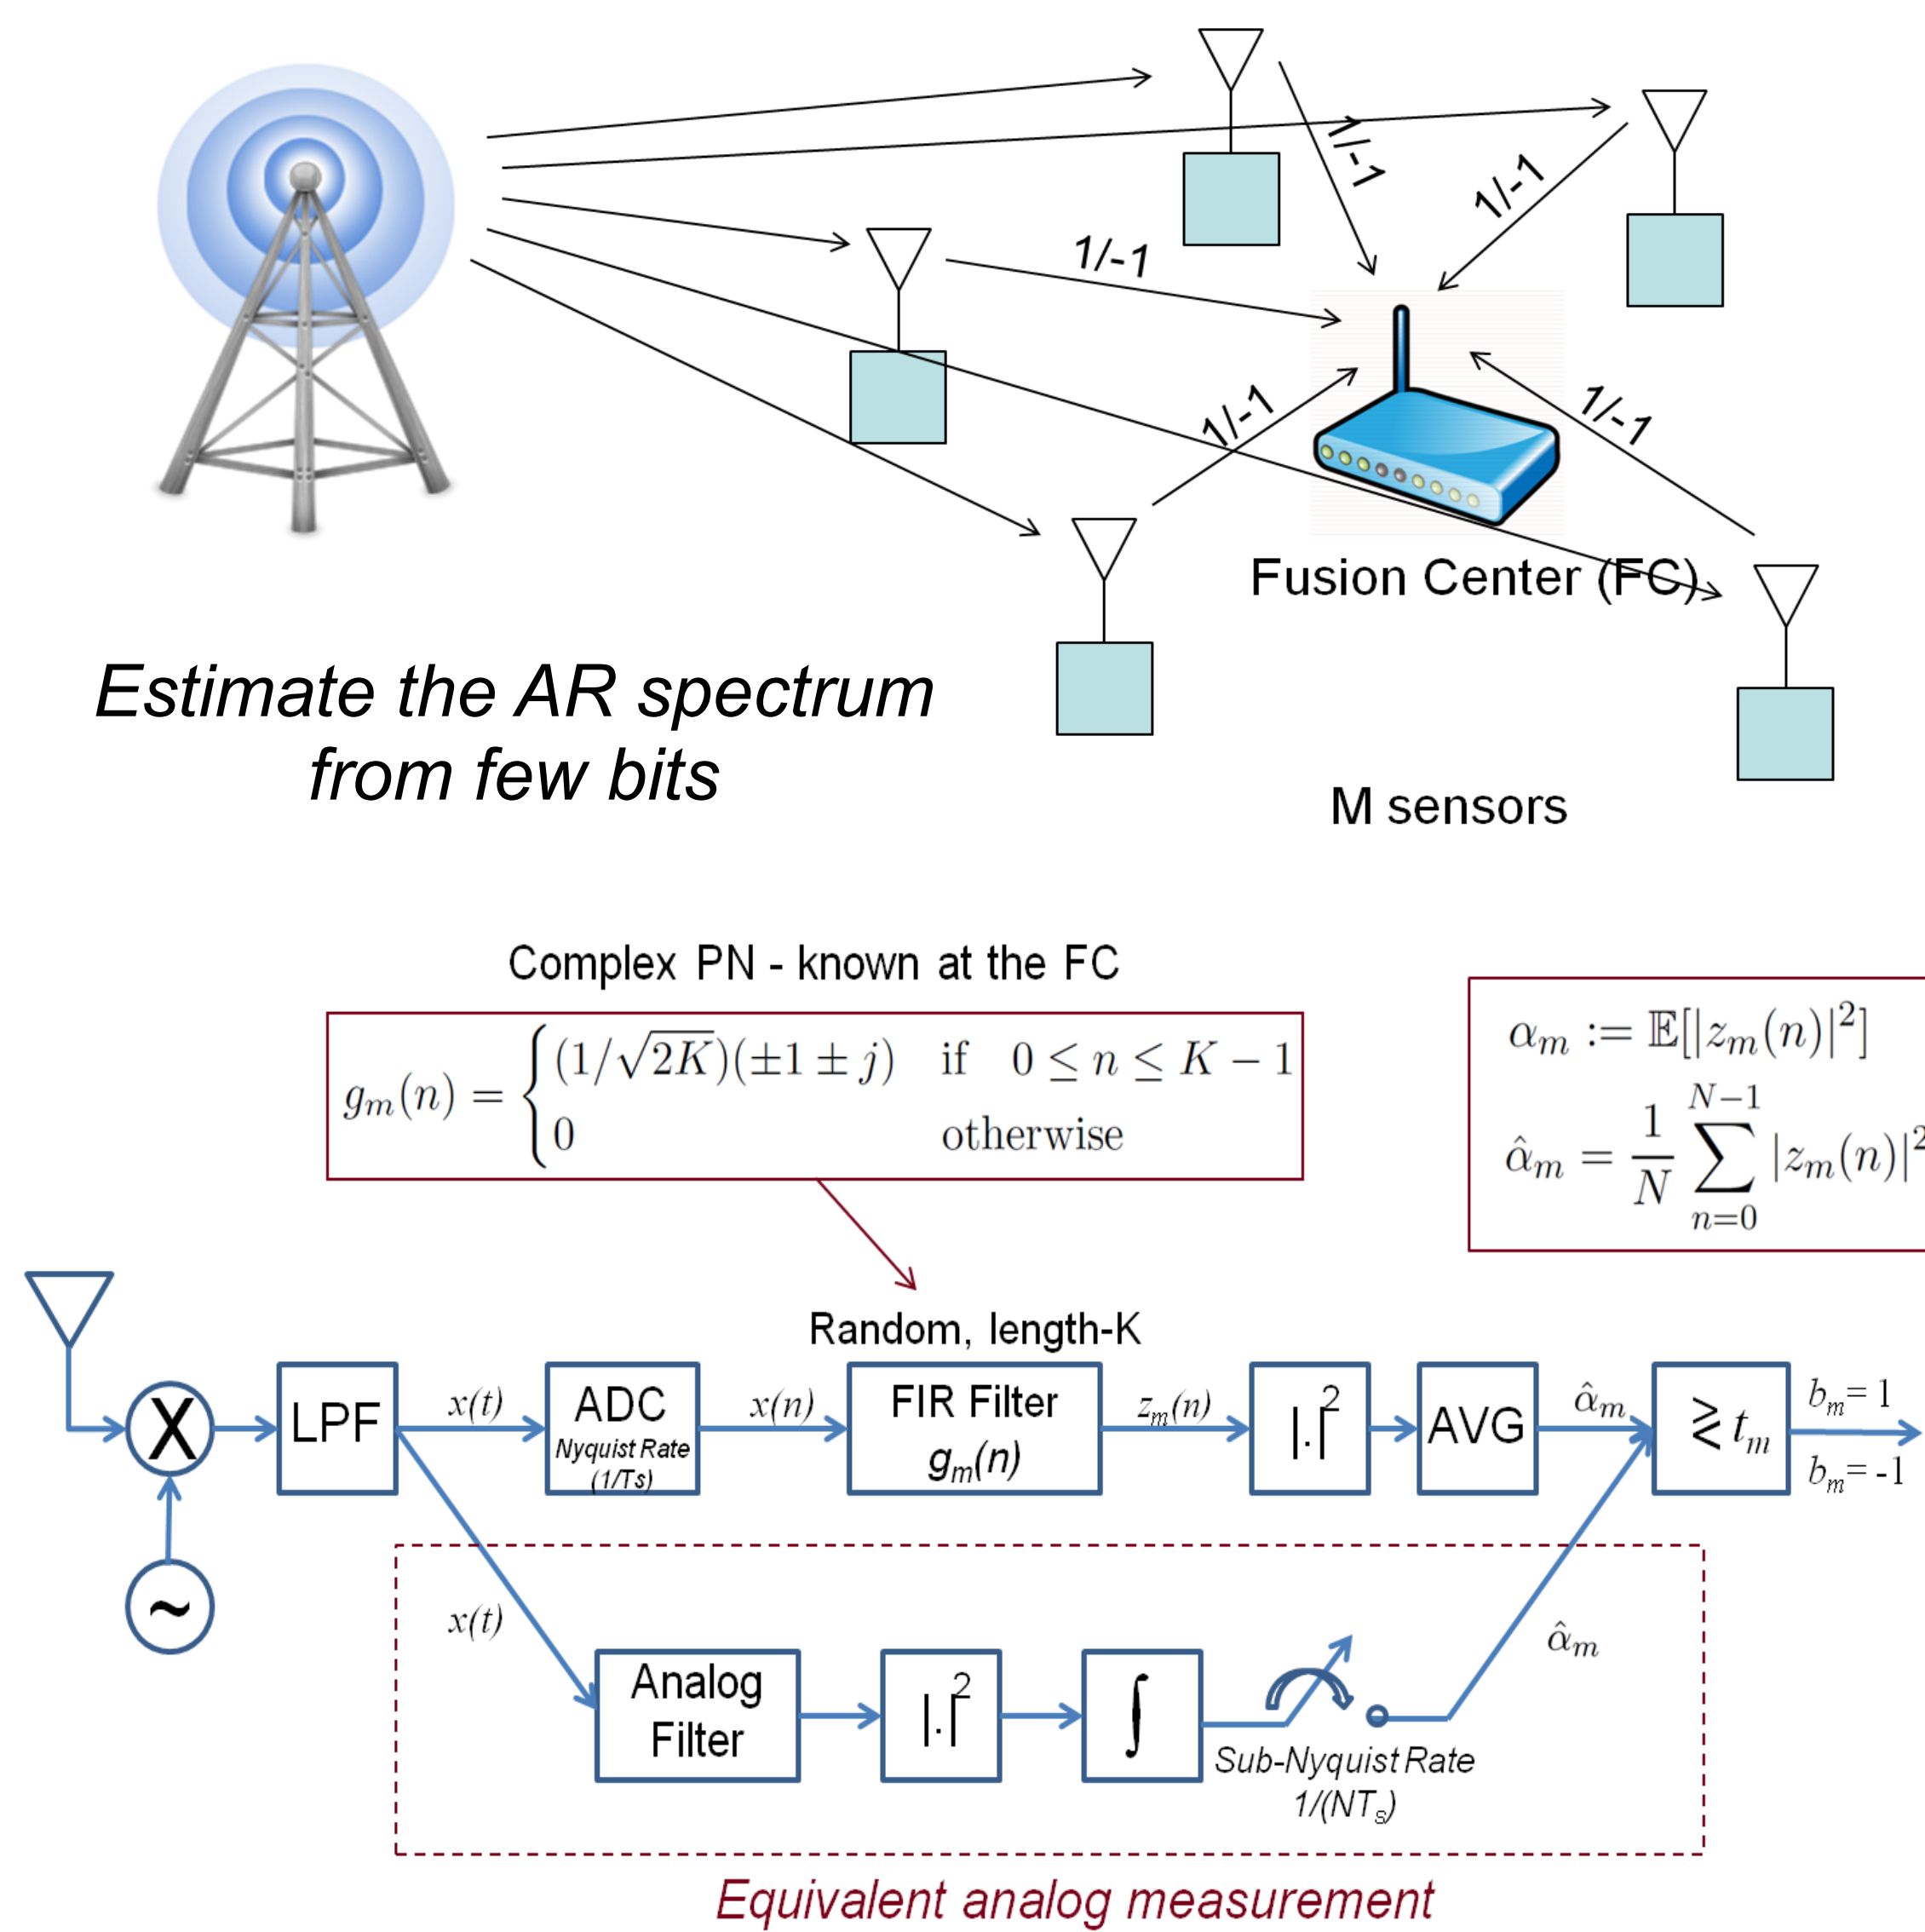 1/-1
1/-1
1/-1
1/-1
1/-1
Fusion Center (FC)
Estimate the AR spectrum
from few bits
M sensors
Complex PN - known at the FC
g_m(n) = { (1/√2K)(±1 ± j) if 0 ≤ n ≤ K − 1
0 otherwise
α_m := 𝔼[|z_m(n)|²]
α̂_m = 1/N ∑_{n=0}^{N−1} |z_m(n)|²
Random, length-K
X
~
LPF
x(t)
ADC
Nyquist Rate
(1/Ts)
x(n)
FIR Filter
g_m(n)
z_m(n)
|.|²
AVG
α̂_m
≷ t_m
b_m= 1
b_m= -1
x(t)
Analog
Filter
|.|²
∫
Sub-Nyquist Rate
1/(NT_s)
α̂_m
Equivalent analog measurement